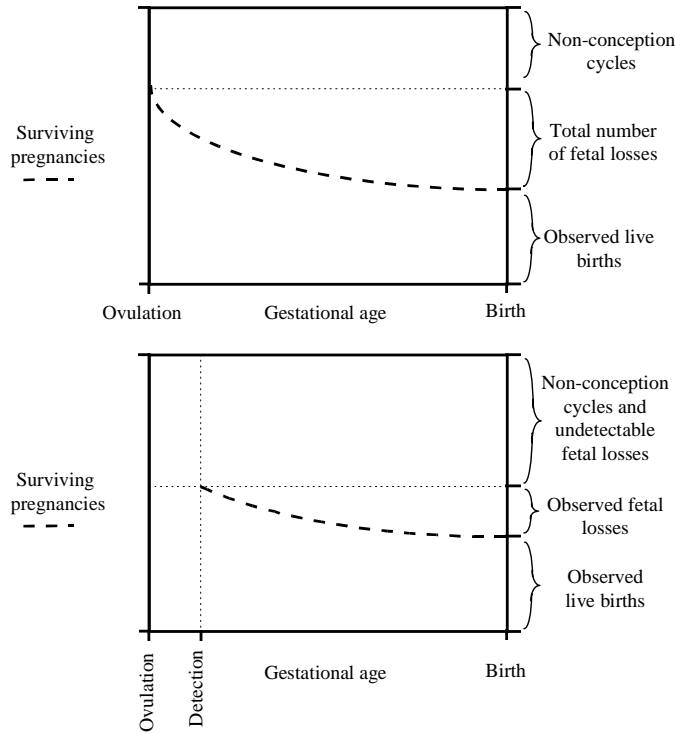 Non-conception
cycles
Surviving
pregnancies
Total number
of fetal losses
Observed live
births
Ovulation
Gestational age
Birth
Non-conception
cycles and
undetectable
fetal losses
Surviving
pregnancies
Observed fetal
losses
Observed
live births
Ovulation
Detection
Gestational age
Birth